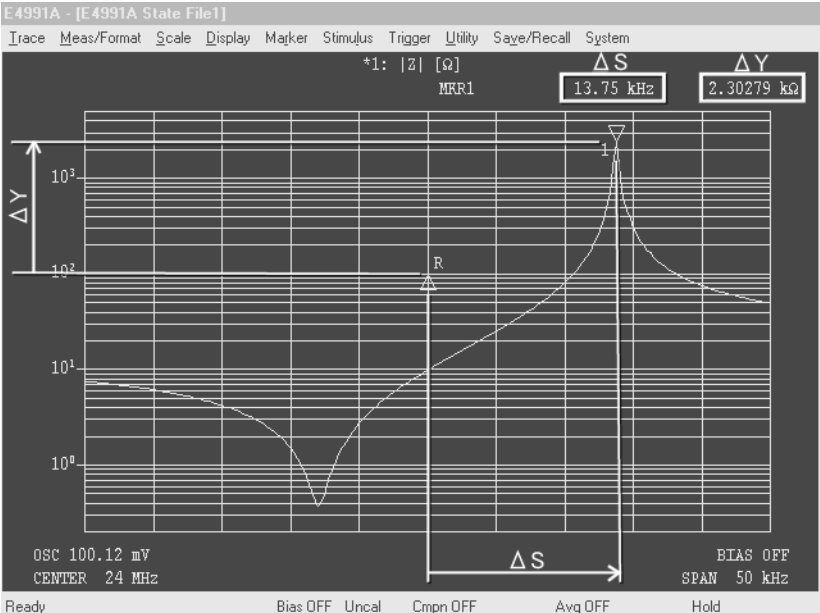 E4991A - [E4991A State File1]
Trace Meas/Format Scale Display Marker Stimulus Trigger Utility Save/Recall System
*1: |Z| [Ω] ΔS ΔY
MKR1 13.75 kHz 2.30279 kΩ
1
10³
ΔY
R
10²
10¹
10⁰
ΔS
OSC 100.12 mV BIAS OFF
CENTER 24 MHz SPAN 50 kHz
Ready Bias OFF Uncal Cmpn OFF Avg OFF Hold